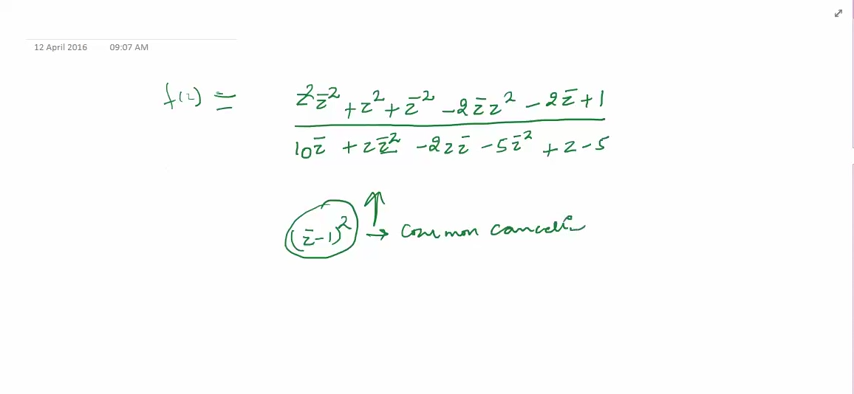 12 April 2016 09:07 AM
f(z) = z²z̄² + z² + z̄² - 2z̄z² - 2z̄ + 1
10z̄ + zz̄² - 2zz̄ - 5z̄² + z - 5
(z̄-1)² → common